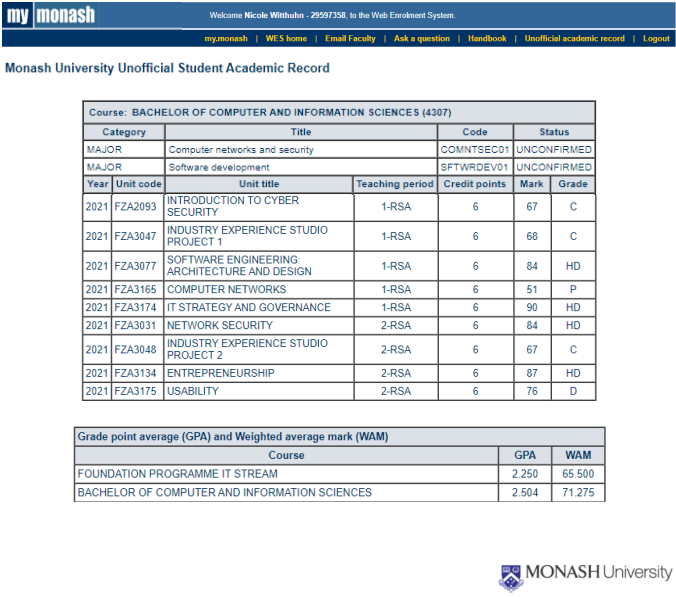 my monash
Welcome Nicole Witthuhn - 29597358, to the Web Enrolment System.
my.monash | WES home | Email Faculty | Ask a question | Handbook | Unofficial academic record | Logout
Monash University Unofficial Student Academic Record
Course: BACHELOR OF COMPUTER AND INFORMATION SCIENCES (4307)
Category Title Code Status
MAJOR Computer networks and security COMNTSEC01 UNCONFIRMED
MAJOR Software development SFTWRDEV01 UNCONFIRMED
Year Unit code Unit title Teaching period Credit points Mark Grade
2021 FZA2093 INTRODUCTION TO CYBER
SECURITY 1-RSA 6 67 C
2021 FZA3047 INDUSTRY EXPERIENCE STUDIO
PROJECT 1 1-RSA 6 68 C
2021 FZA3077 SOFTWARE ENGINEERING:
ARCHITECTURE AND DESIGN 1-RSA 6 84 HD
2021 FZA3165 COMPUTER NETWORKS 1-RSA 6 51 P
2021 FZA3174 IT STRATEGY AND GOVERNANCE 1-RSA 6 90 HD
2021 FZA3031 NETWORK SECURITY 2-RSA 6 84 HD
2021 FZA3048 INDUSTRY EXPERIENCE STUDIO
PROJECT 2 2-RSA 6 67 C
2021 FZA3134 ENTREPRENEURSHIP 2-RSA 6 87 HD
2021 FZA3175 USABILITY 2-RSA 6 76 D
Grade point average (GPA) and Weighted average mark (WAM)
Course GPA WAM
FOUNDATION PROGRAMME IT STREAM 2.250 65.500
BACHELOR OF COMPUTER AND INFORMATION SCIENCES 2.504 71.275
MONASH University